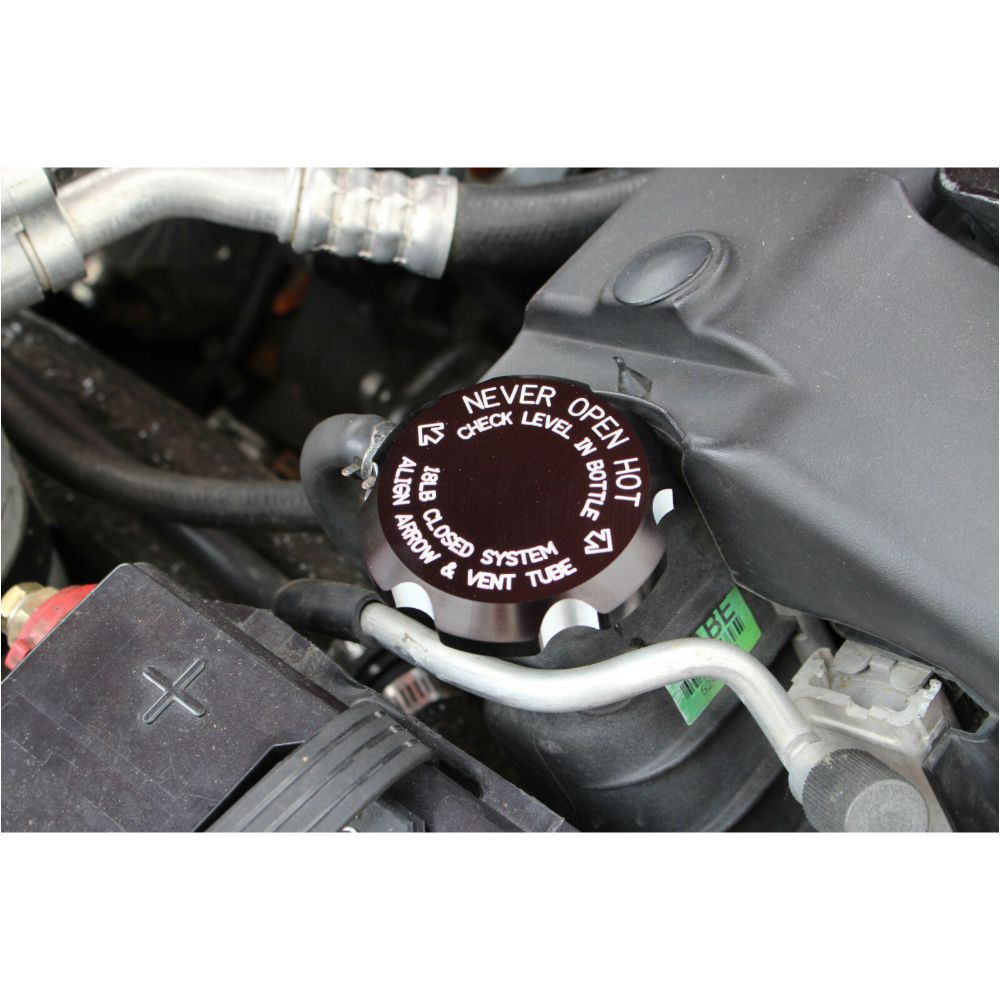 NEVER OPEN HOT
CHECK LEVEL IN BOTTLE
18LB CLOSED SYSTEM
ALIGN ARROW & VENT TUBE
BE